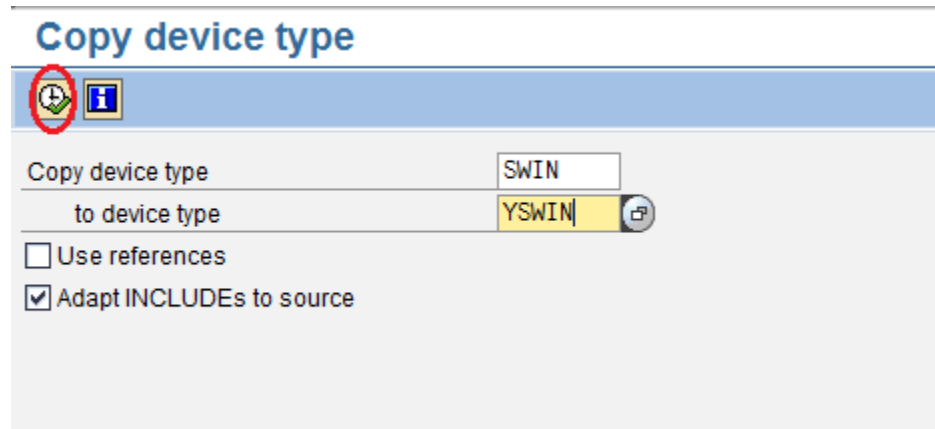 Copy device type
Copy device type SWIN
to device type YSWIN
Use references
Adapt INCLUDEs to source